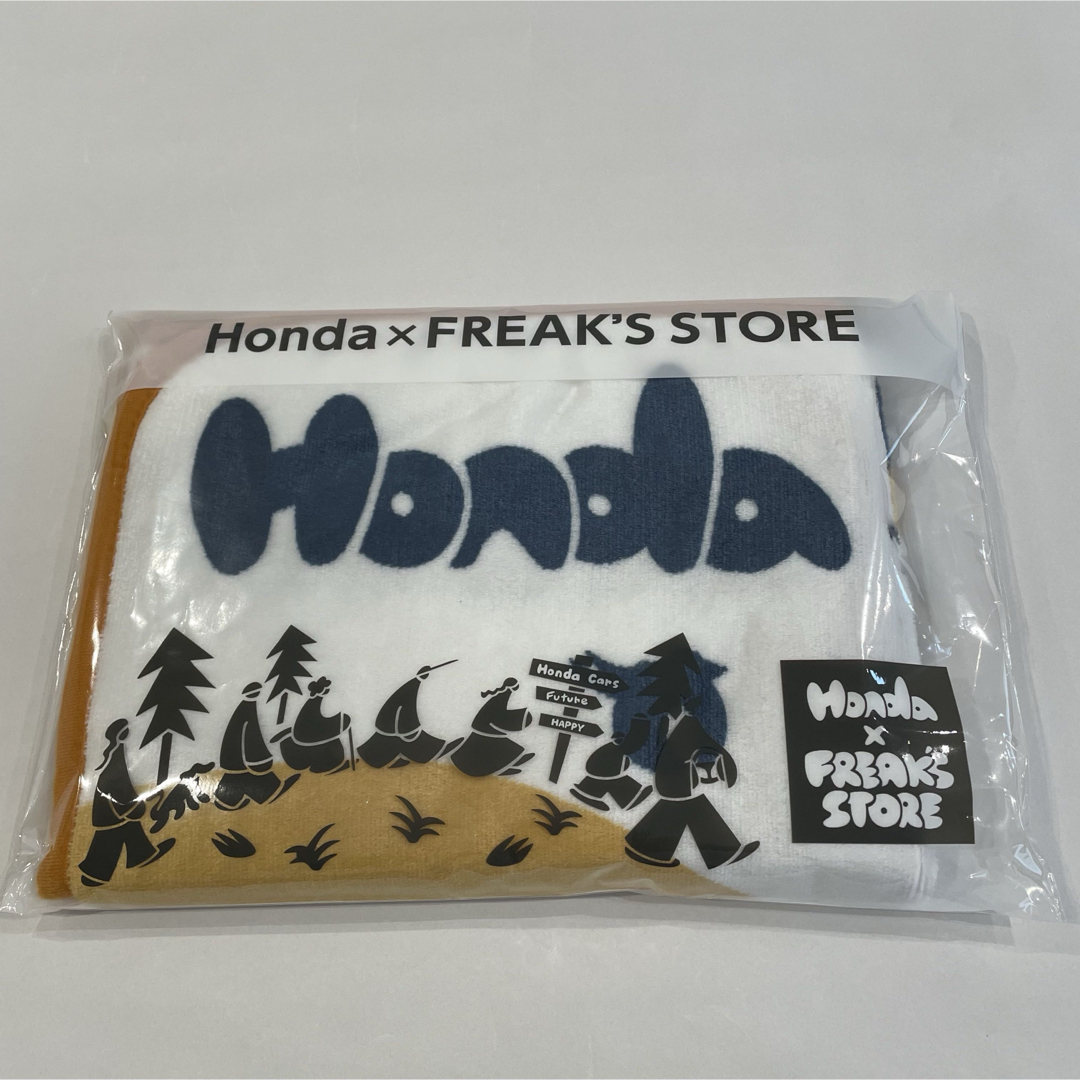 Honda×FREAK'S STORE
Honda
Honda Cars
Future
HAPPY
Honda
×
FREAK'S
STORE